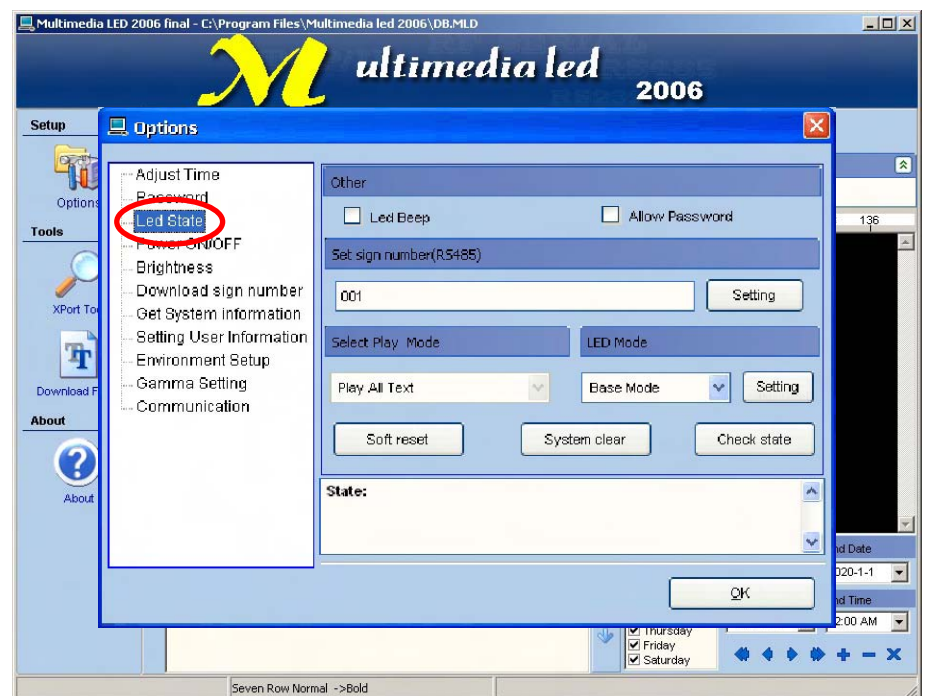 Multimedia LED 2006 final - C:\Program Files\Multimedia led 2006\DB.MLD
Multimedia led
2006
Setup
Options
Tools
XPort Too
Download F
About
About
Options
Adjust Time
Password
Led State
Power ON/OFF
Brightness
Download sign number
Get System information
Setting User Information
Environment Setup
Gamma Setting
Communication
Other
Led Beep
Allow Password
Set sign number(RS485)
001
Setting
Select Play Mode
LED Mode
Play All Text
Base Mode
Setting
Soft reset
System clear
Check state
State:
OK
136
nd Date
020-1-1
nd Time
2:00 AM
Thursday
Friday
Saturday
Seven Row Normal ->Bold